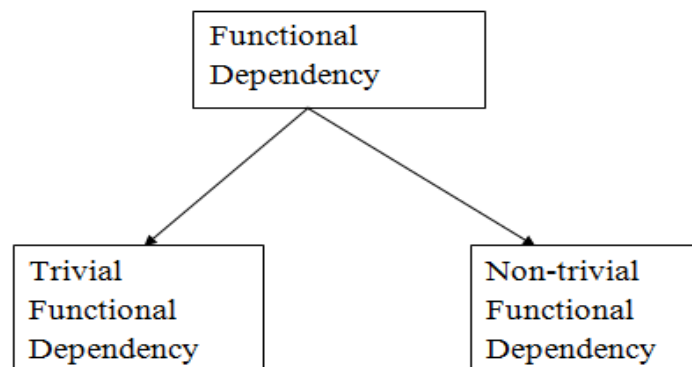 Functional
Dependency
Trivial
Functional
Dependency
Non-trivial
Functional
Dependency